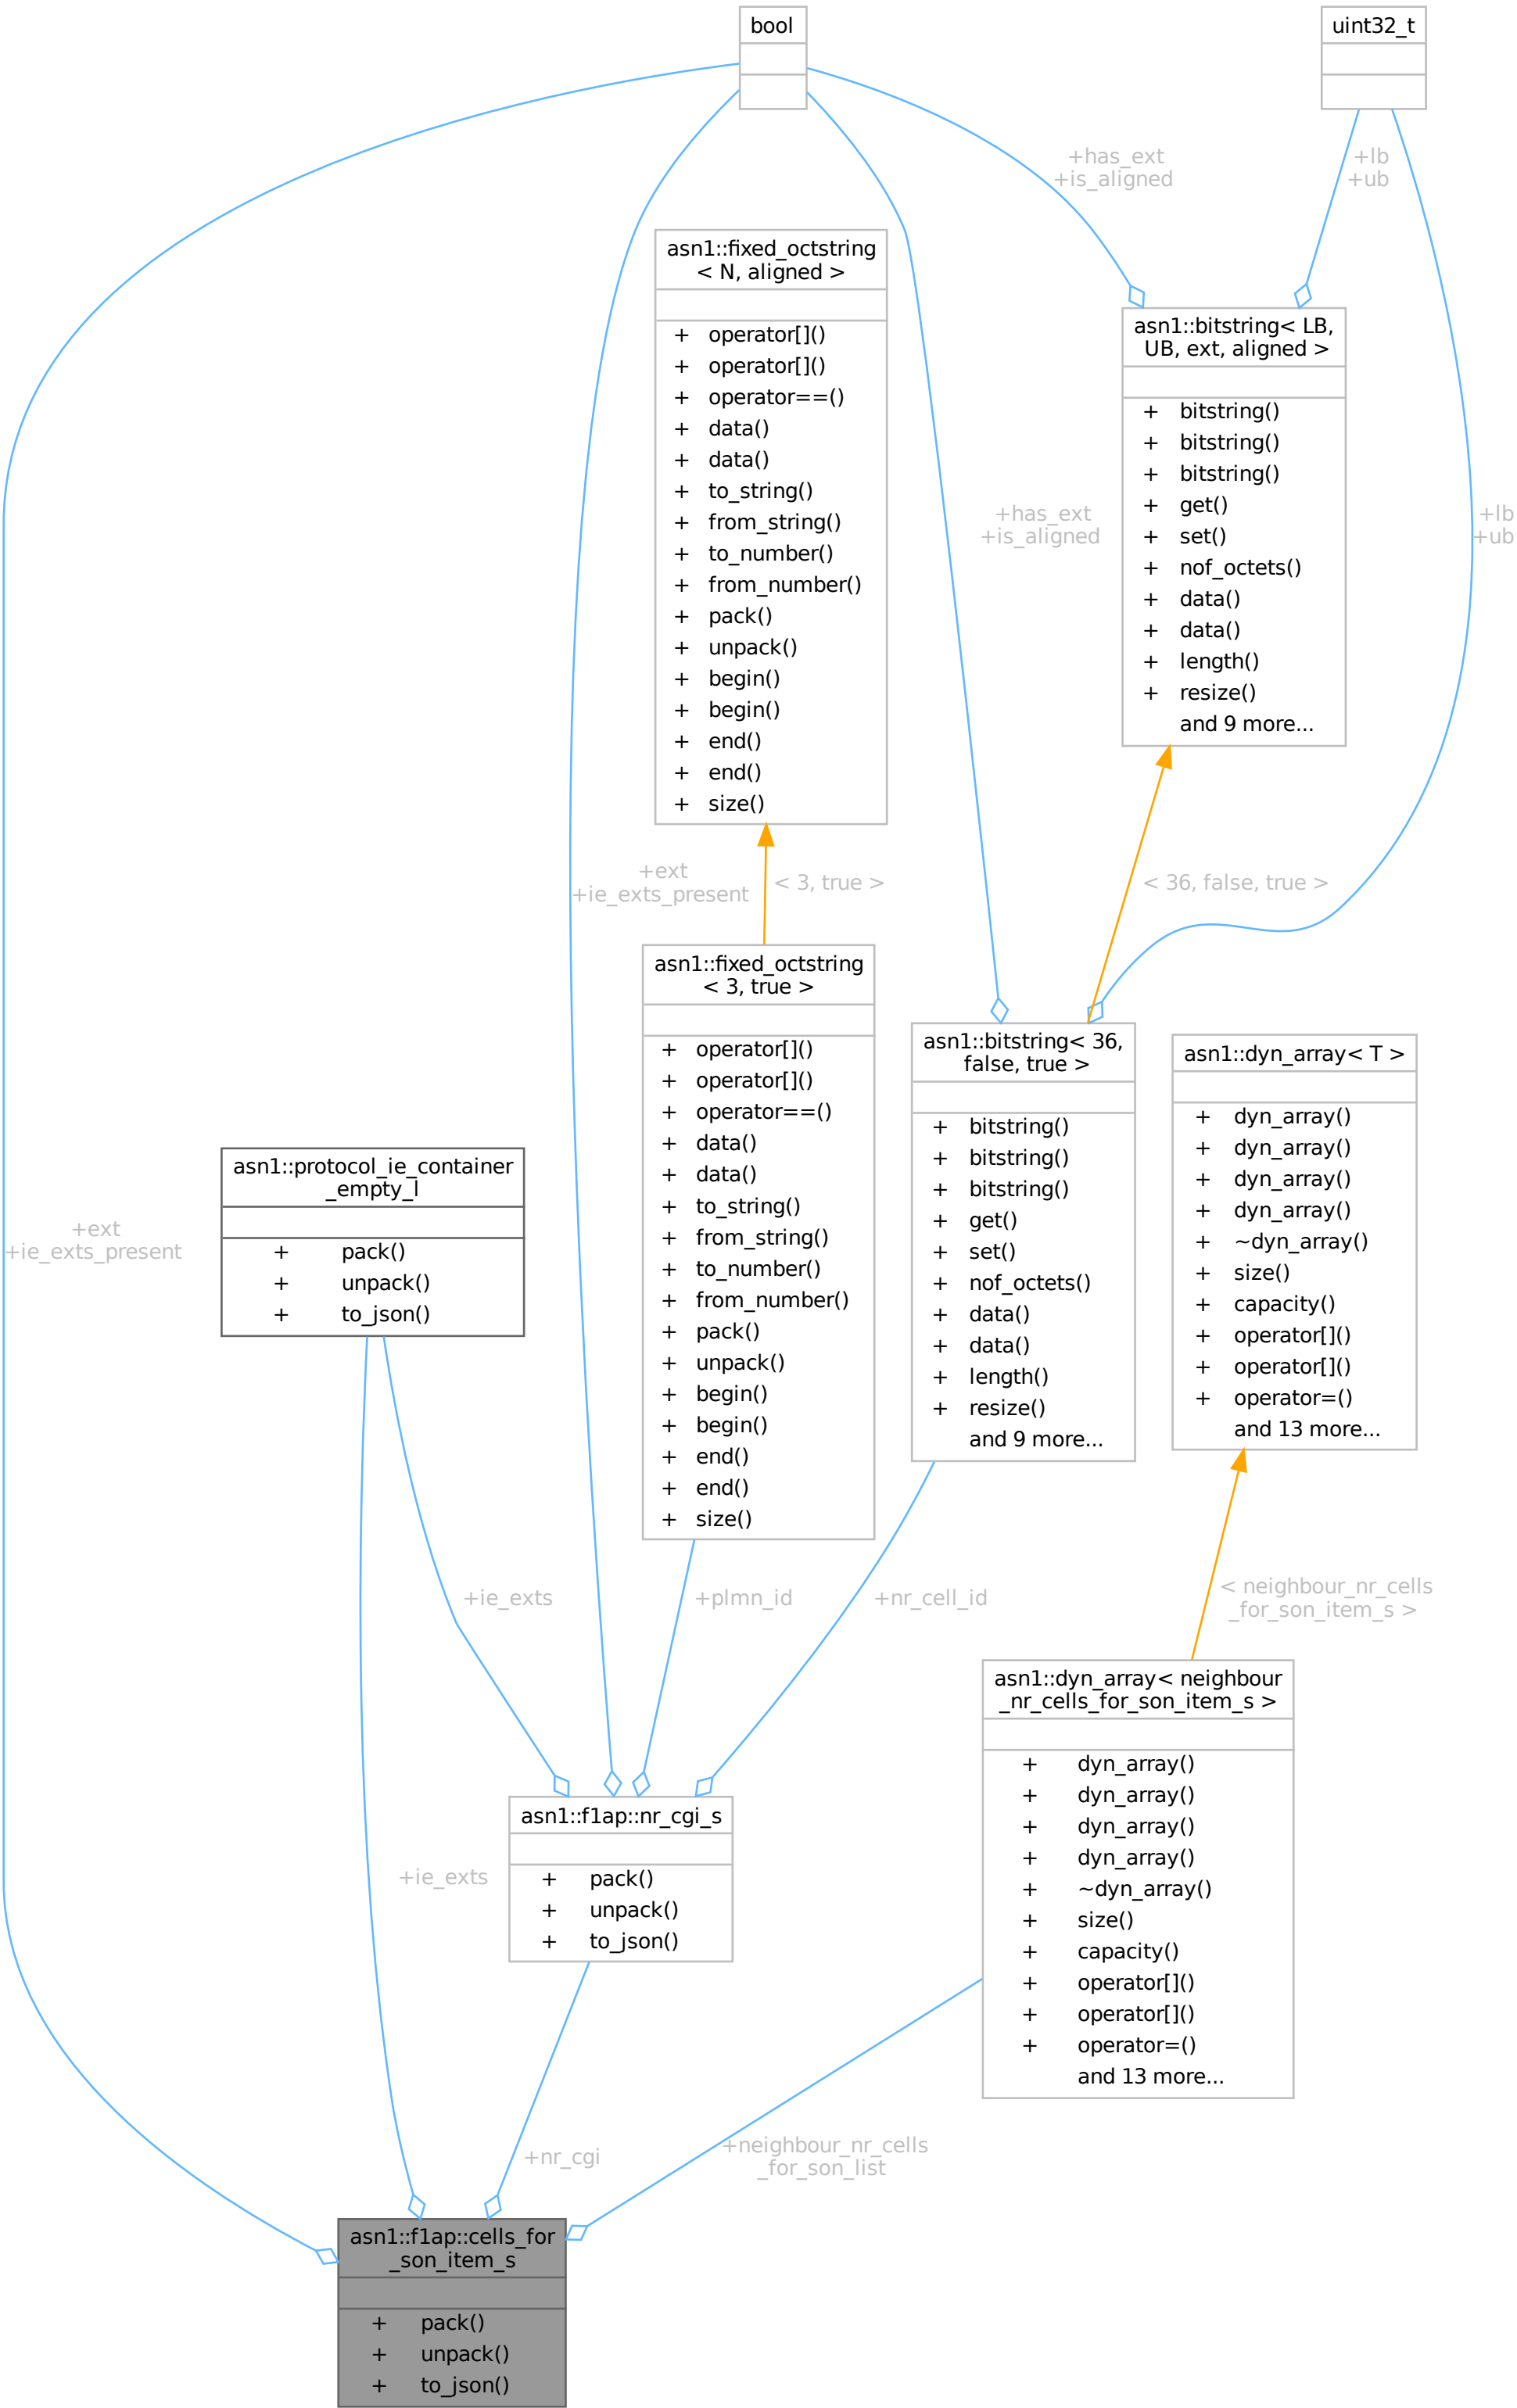 bool
uint32_t
+has_ext
+is_aligned
+lb
+ub
asn1::fixed_octstring
< N, aligned >
+ operator[]()
+ operator[]()
+ operator==()
+ data()
+ data()
+ to_string()
+ from_string()
+ to_number()
+ from_number()
+ pack()
+ unpack()
+ begin()
+ begin()
+ end()
+ end()
+ size()
asn1::bitstring< LB,
UB, ext, aligned >
+ bitstring()
+ bitstring()
+ bitstring()
+ get()
+ set()
+ nof_octets()
+ data()
+ data()
+ length()
+ resize()
and 9 more...
+has_ext
+is_aligned
+lb
+ub
+ext
+ie_exts_present
< 3, true >
< 36, false, true >
asn1::fixed_octstring
< 3, true >
+ operator[]()
+ operator[]()
+ operator==()
+ data()
+ data()
+ to_string()
+ from_string()
+ to_number()
+ from_number()
+ pack()
+ unpack()
+ begin()
+ begin()
+ end()
+ end()
+ size()
asn1::bitstring< 36,
false, true >
+ bitstring()
+ bitstring()
+ bitstring()
+ get()
+ set()
+ nof_octets()
+ data()
+ data()
+ length()
+ resize()
and 9 more...
asn1::dyn_array< T >
+ dyn_array()
+ dyn_array()
+ dyn_array()
+ dyn_array()
+ ~dyn_array()
+ size()
+ capacity()
+ operator[]()
+ operator[]()
+ operator=()
and 13 more...
asn1::protocol_ie_container
_empty_l
+ pack()
+ unpack()
+ to_json()
+ext
+ie_exts_present
+ie_exts
+plmn_id
+nr_cell_id
< neighbour_nr_cells
_for_son_item_s >
asn1::dyn_array< neighbour
_nr_cells_for_son_item_s >
+ dyn_array()
+ dyn_array()
+ dyn_array()
+ dyn_array()
+ ~dyn_array()
+ size()
+ capacity()
+ operator[]()
+ operator[]()
+ operator=()
and 13 more...
asn1::f1ap::nr_cgi_s
+ pack()
+ unpack()
+ to_json()
+ie_exts
+nr_cgi
+neighbour_nr_cells
_for_son_list
asn1::f1ap::cells_for
_son_item_s
+ pack()
+ unpack()
+ to_json()